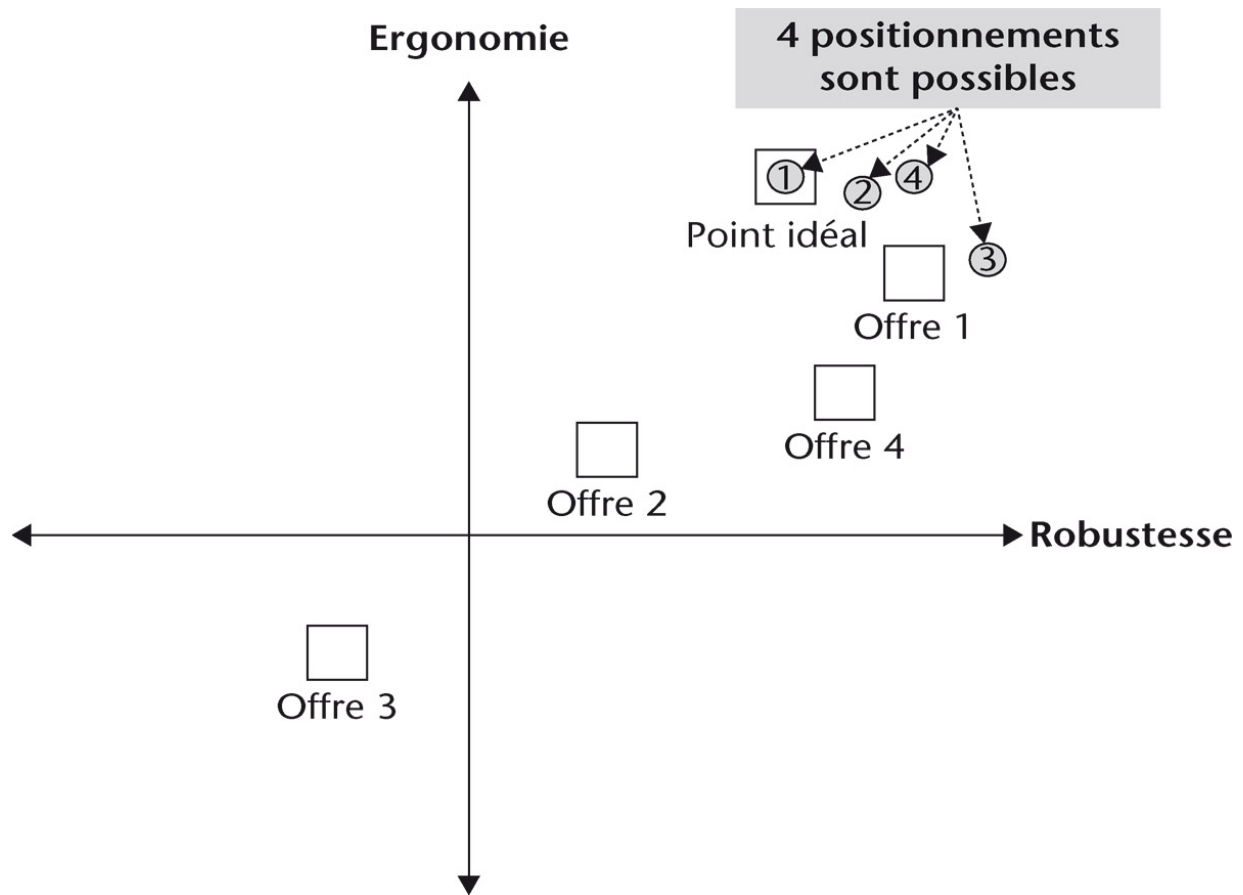 Ergonomie
4 positionnements
sont possibles
1
2
4
Point idéal
3
Offre 1
Offre 4
Offre 2
Robustesse
Offre 3